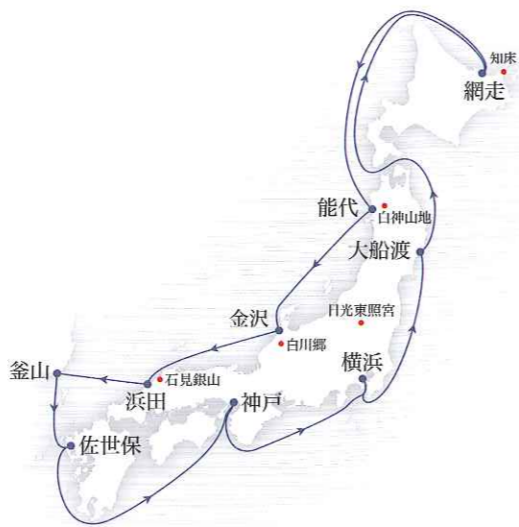 知床
網走
能代
白神山地
大船渡
日光東照宮
金沢
白川郷
横浜
釜山
石見銀山
浜田
神戸
佐世保